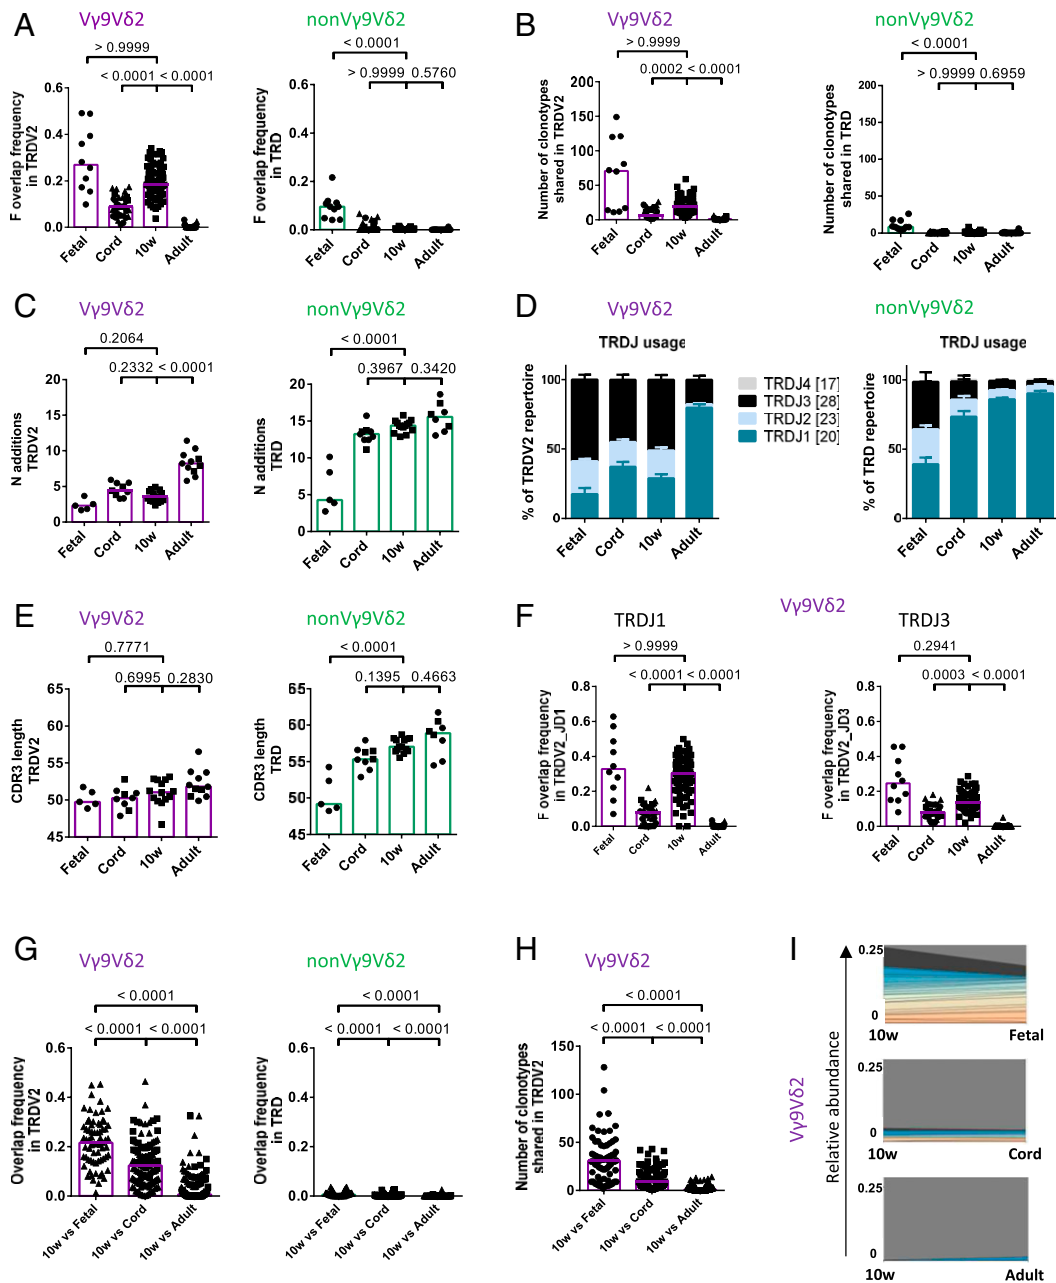 A
Vγ9Vδ2
> 0.9999
< 0.0001 < 0.0001
F overlap frequency
in TRDV2
0.6
0.4
0.2
0.0
Fetal
Cord
10w
Adult
nonVγ9Vδ2
< 0.0001
> 0.9999 0.5760
F overlap frequency
in TRD
0.6
0.4
0.2
0.0
Fetal
Cord
10w
Adult
B
Vγ9Vδ2
> 0.9999
0.0002 < 0.0001
Number of clonotypes
shared in TRDV2
200
150
100
50
0
Fetal
Cord
10w
Adult
nonVγ9Vδ2
< 0.0001
> 0.9999 0.6959
Number of clonotypes
shared in TRD
200
150
100
50
0
Fetal
Cord
10w
Adult
C
Vγ9Vδ2
0.2064
0.2332 < 0.0001
N additions
TRDV2
20
15
10
5
0
Fetal
Cord
10w
Adult
nonVγ9Vδ2
< 0.0001
0.3967 0.3420
N additions
TRD
20
15
10
5
0
Fetal
Cord
10w
Adult
D
Vγ9Vδ2
TRDJ usage
% of TRDV2 repertoire
100
50
0
Fetal
Cord
10w
Adult
TRDJ4 [17]
TRDJ3 [28]
TRDJ2 [23]
TRDJ1 [20]
nonVγ9Vδ2
TRDJ usage
% of TRD repertoire
100
50
0
Fetal
Cord
10w
Adult
E
Vγ9Vδ2
0.7771
0.6995 0.2830
CDR3 length
TRDV2
65
60
55
50
45
Fetal
Cord
10w
Adult
nonVγ9Vδ2
< 0.0001
0.1395 0.4663
CDR3 length
TRD
65
60
55
50
45
Fetal
Cord
10w
Adult
F
Vγ9Vδ2
TRDJ1
> 0.9999
< 0.0001 < 0.0001
F overlap frequency
in TRDV2_JD1
0.8
0.6
0.4
0.2
0.0
Fetal
Cord
10w
Adult
TRDJ3
0.2941
0.0003 < 0.0001
F overlap frequency
in TRDV2_JD3
0.8
0.6
0.4
0.2
0.0
Fetal
Cord
10w
Adult
G
Vγ9Vδ2
< 0.0001
< 0.0001 < 0.0001
Overlap frequency
in TRDV2
0.6
0.4
0.2
0.0
10w vs Fetal
10w vs Cord
10w vs Adult
nonVγ9Vδ2
< 0.0001
< 0.0001 < 0.0001
Overlap frequency
in TRD
0.6
0.4
0.2
0.0
10w vs Fetal
10w vs Cord
10w vs Adult
H
Vγ9Vδ2
< 0.0001
< 0.0001 < 0.0001
Number of clonotypes
shared in TRDV2
150
100
50
0
10w vs Fetal
10w vs Cord
10w vs Adult
I
Vγ9Vδ2
Relative abundance
0.25
0
10w Fetal
0.25
0
10w Cord
0.25
0
10w Adult